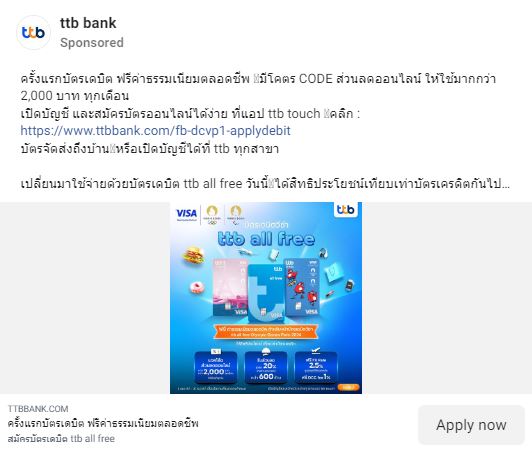 ttb bank
Sponsored
ครั้งแรกบัตรเดบิต ฟรีค่าธรรมเนียมตลอดชีพ มีโคตร CODE ส่วนลดออนไลน์ ให้ใช้มากกว่า
2,000 บาท ทุกเดือน
เปิดบัญชี และสมัครบัตรออนไลน์ได้ง่าย ที่แอป ttb touch คลิก :
https://www.ttbbank.com/fb-dcvp1-applydebit
บัตรจัดส่งถึงบ้าน หรือเปิดบัญชีได้ที่ ttb ทุกสาขา
เปลี่ยนมาใช้จ่ายด้วยบัตรเดบิต ttb all free วันนี้ ได้สิทธิประโยชน์เทียบเท่าบัตรเครดิตกันไป...
VISA
ttb
บัตรเดบิตวีซ่า
ttb all free
ttb
all free
VISA
VISA
2,000
20%
600
2.5%
1%
TTBBANK.COM
ครั้งแรกบัตรเดบิต ฟรีค่าธรรมเนียมตลอดชีพ
สมัครบัตรเดบิต ttb all free
Apply now